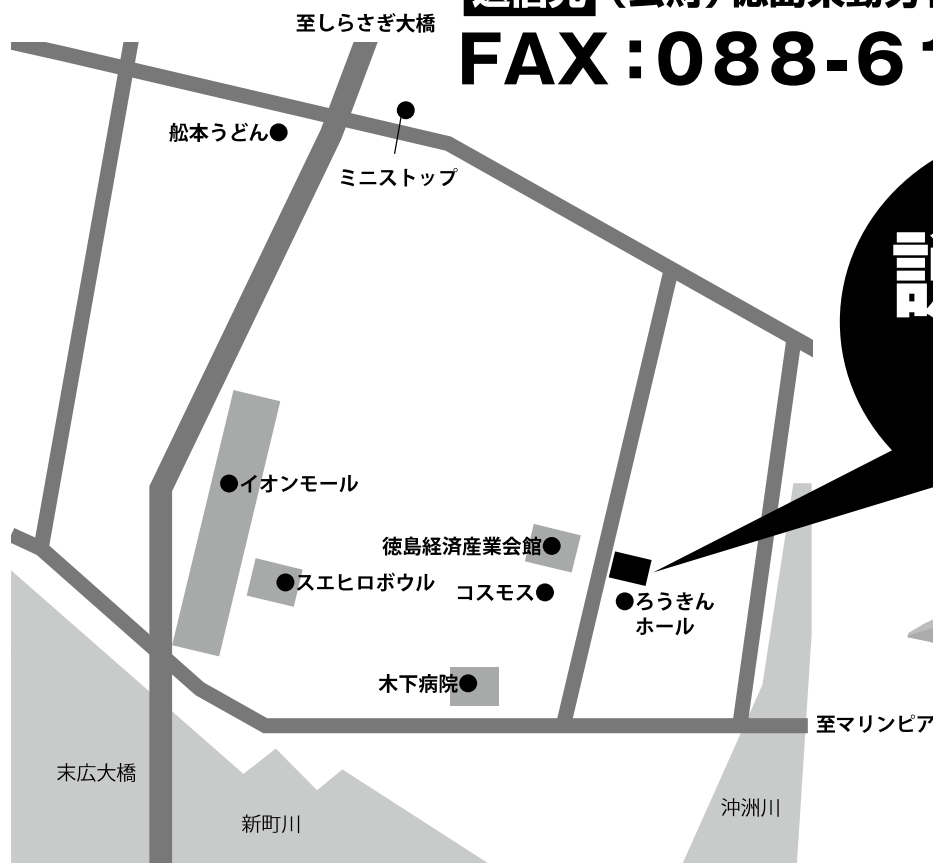 至しらさぎ大橋
FAX：088-6
舩本うどん
ミニストップ
イオンモール
徳島経済産業会館
スエヒロボウル
コスモス
ろうきん
ホール
木下病院
至マリンピア
末広大橋
新町川
沖洲川